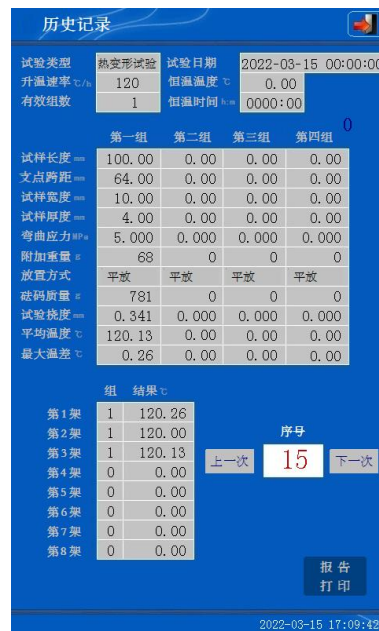 历史记录
试验类型 热变形试验 试验日期 2022-03-15 00:00:00
升温速率 ℃/h 120 恒温温度 ℃ 0.00
有效组数 1 恒温时间 h:m 0000:00
0
第一组 第二组 第三组 第四组
试样长度 mm 100.00 0.00 0.00 0.00
支点跨距 mm 64.00 0.00 0.00 0.00
试样宽度 mm 10.00 0.00 0.00 0.00
试样厚度 mm 4.00 0.00 0.00 0.00
弯曲应力 MPa 5.000 0.000 0.000 0.000
附加重量 g 68 0 0 0
放置方式 平放 平放 平放 平放
砝码质量 g 781 0 0 0
试验挠度 mm 0.341 0.000 0.000 0.000
平均温度 ℃ 120.13 0.00 0.00 0.00
最大温差 ℃ 0.26 0.00 0.00 0.00
组 结果 ℃
第1架 1 120.26
第2架 1 120.00
第3架 1 120.13
第4架 0 0.00
第5架 0 0.00
第6架 0 0.00
第7架 0 0.00
第8架 0 0.00
序号
上一次 15 下一次
报告
打印
2022-03-15 17:09:42